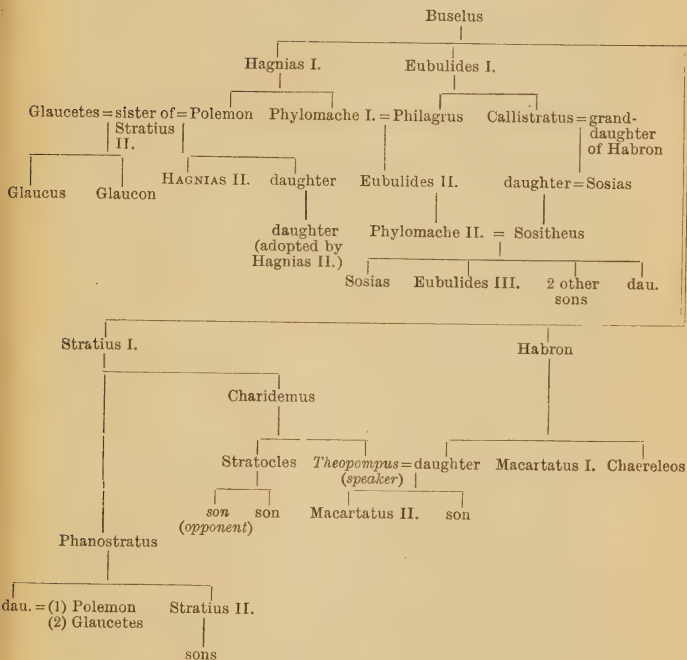 Buselus
Hagnias I. Eubulides I.
Glaucetes = sister of = Polemon Phylomache I. = Philagrus Callistratus = grand-
Stratius daughter
II. of Habron
Glaucus Glaucon HAGNIAS II. daughter Eubulides II. daughter = Sosias
daughter Phylomache II. = Sositheus
(adopted by
Hagnias II.) Sosias Eubulides III. 2 other dau.
sons
Stratius I. Habron
Charidemus
Stratocles Theopompus = daughter Macartatus I. Chaereleos
(speaker)
son son Macartatus II. son
(opponent)
Phanostratus
dau. = (1) Polemon Stratius II.
(2) Glaucetes
sons